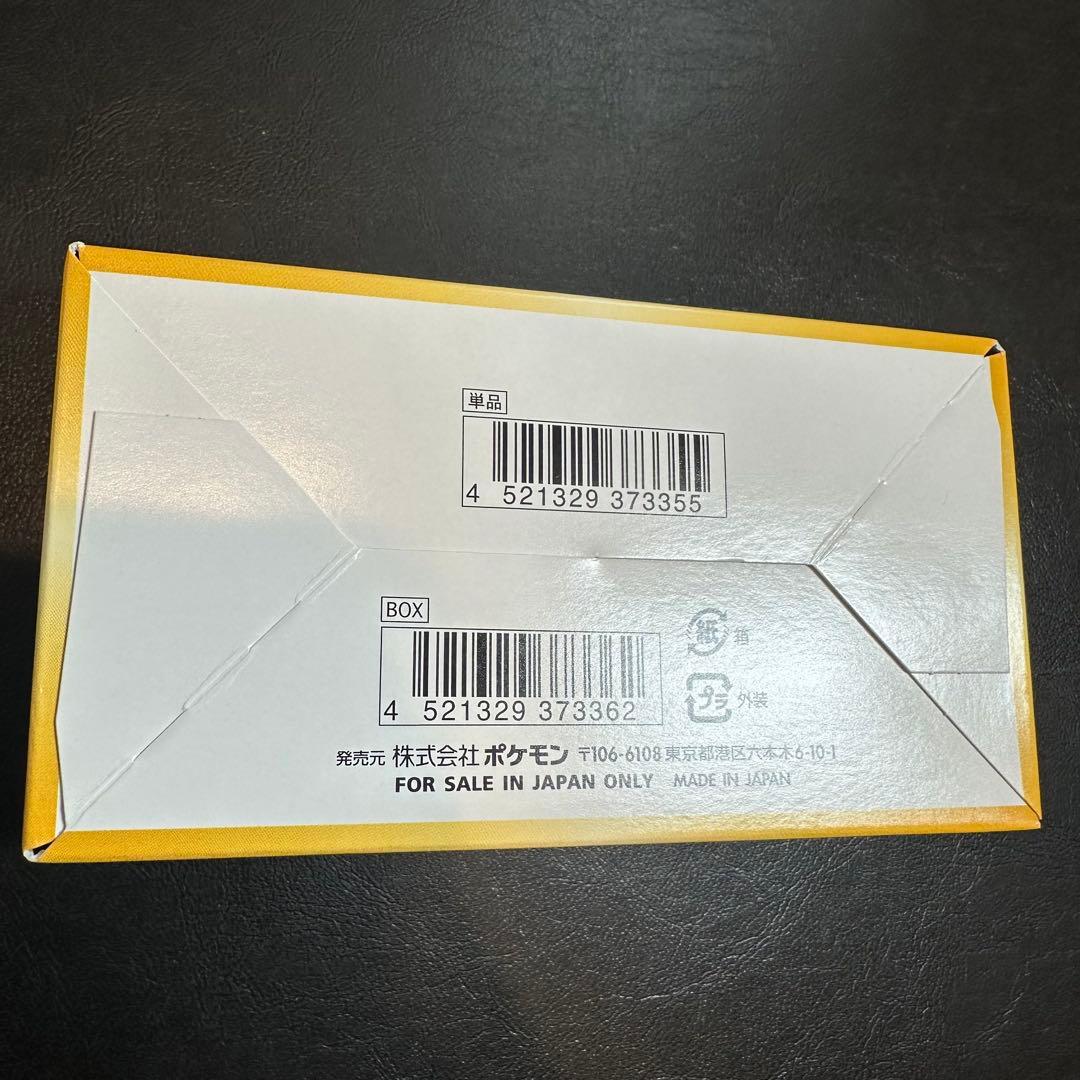 単品
4 521329 373355
BOX
4 521329 373362
紙 箱
プラ 外装
発売元 株式会社 ポケモン 〒106-6108 東京都港区六本木6-10-1
FOR SALE IN JAPAN ONLY MADE IN JAPAN